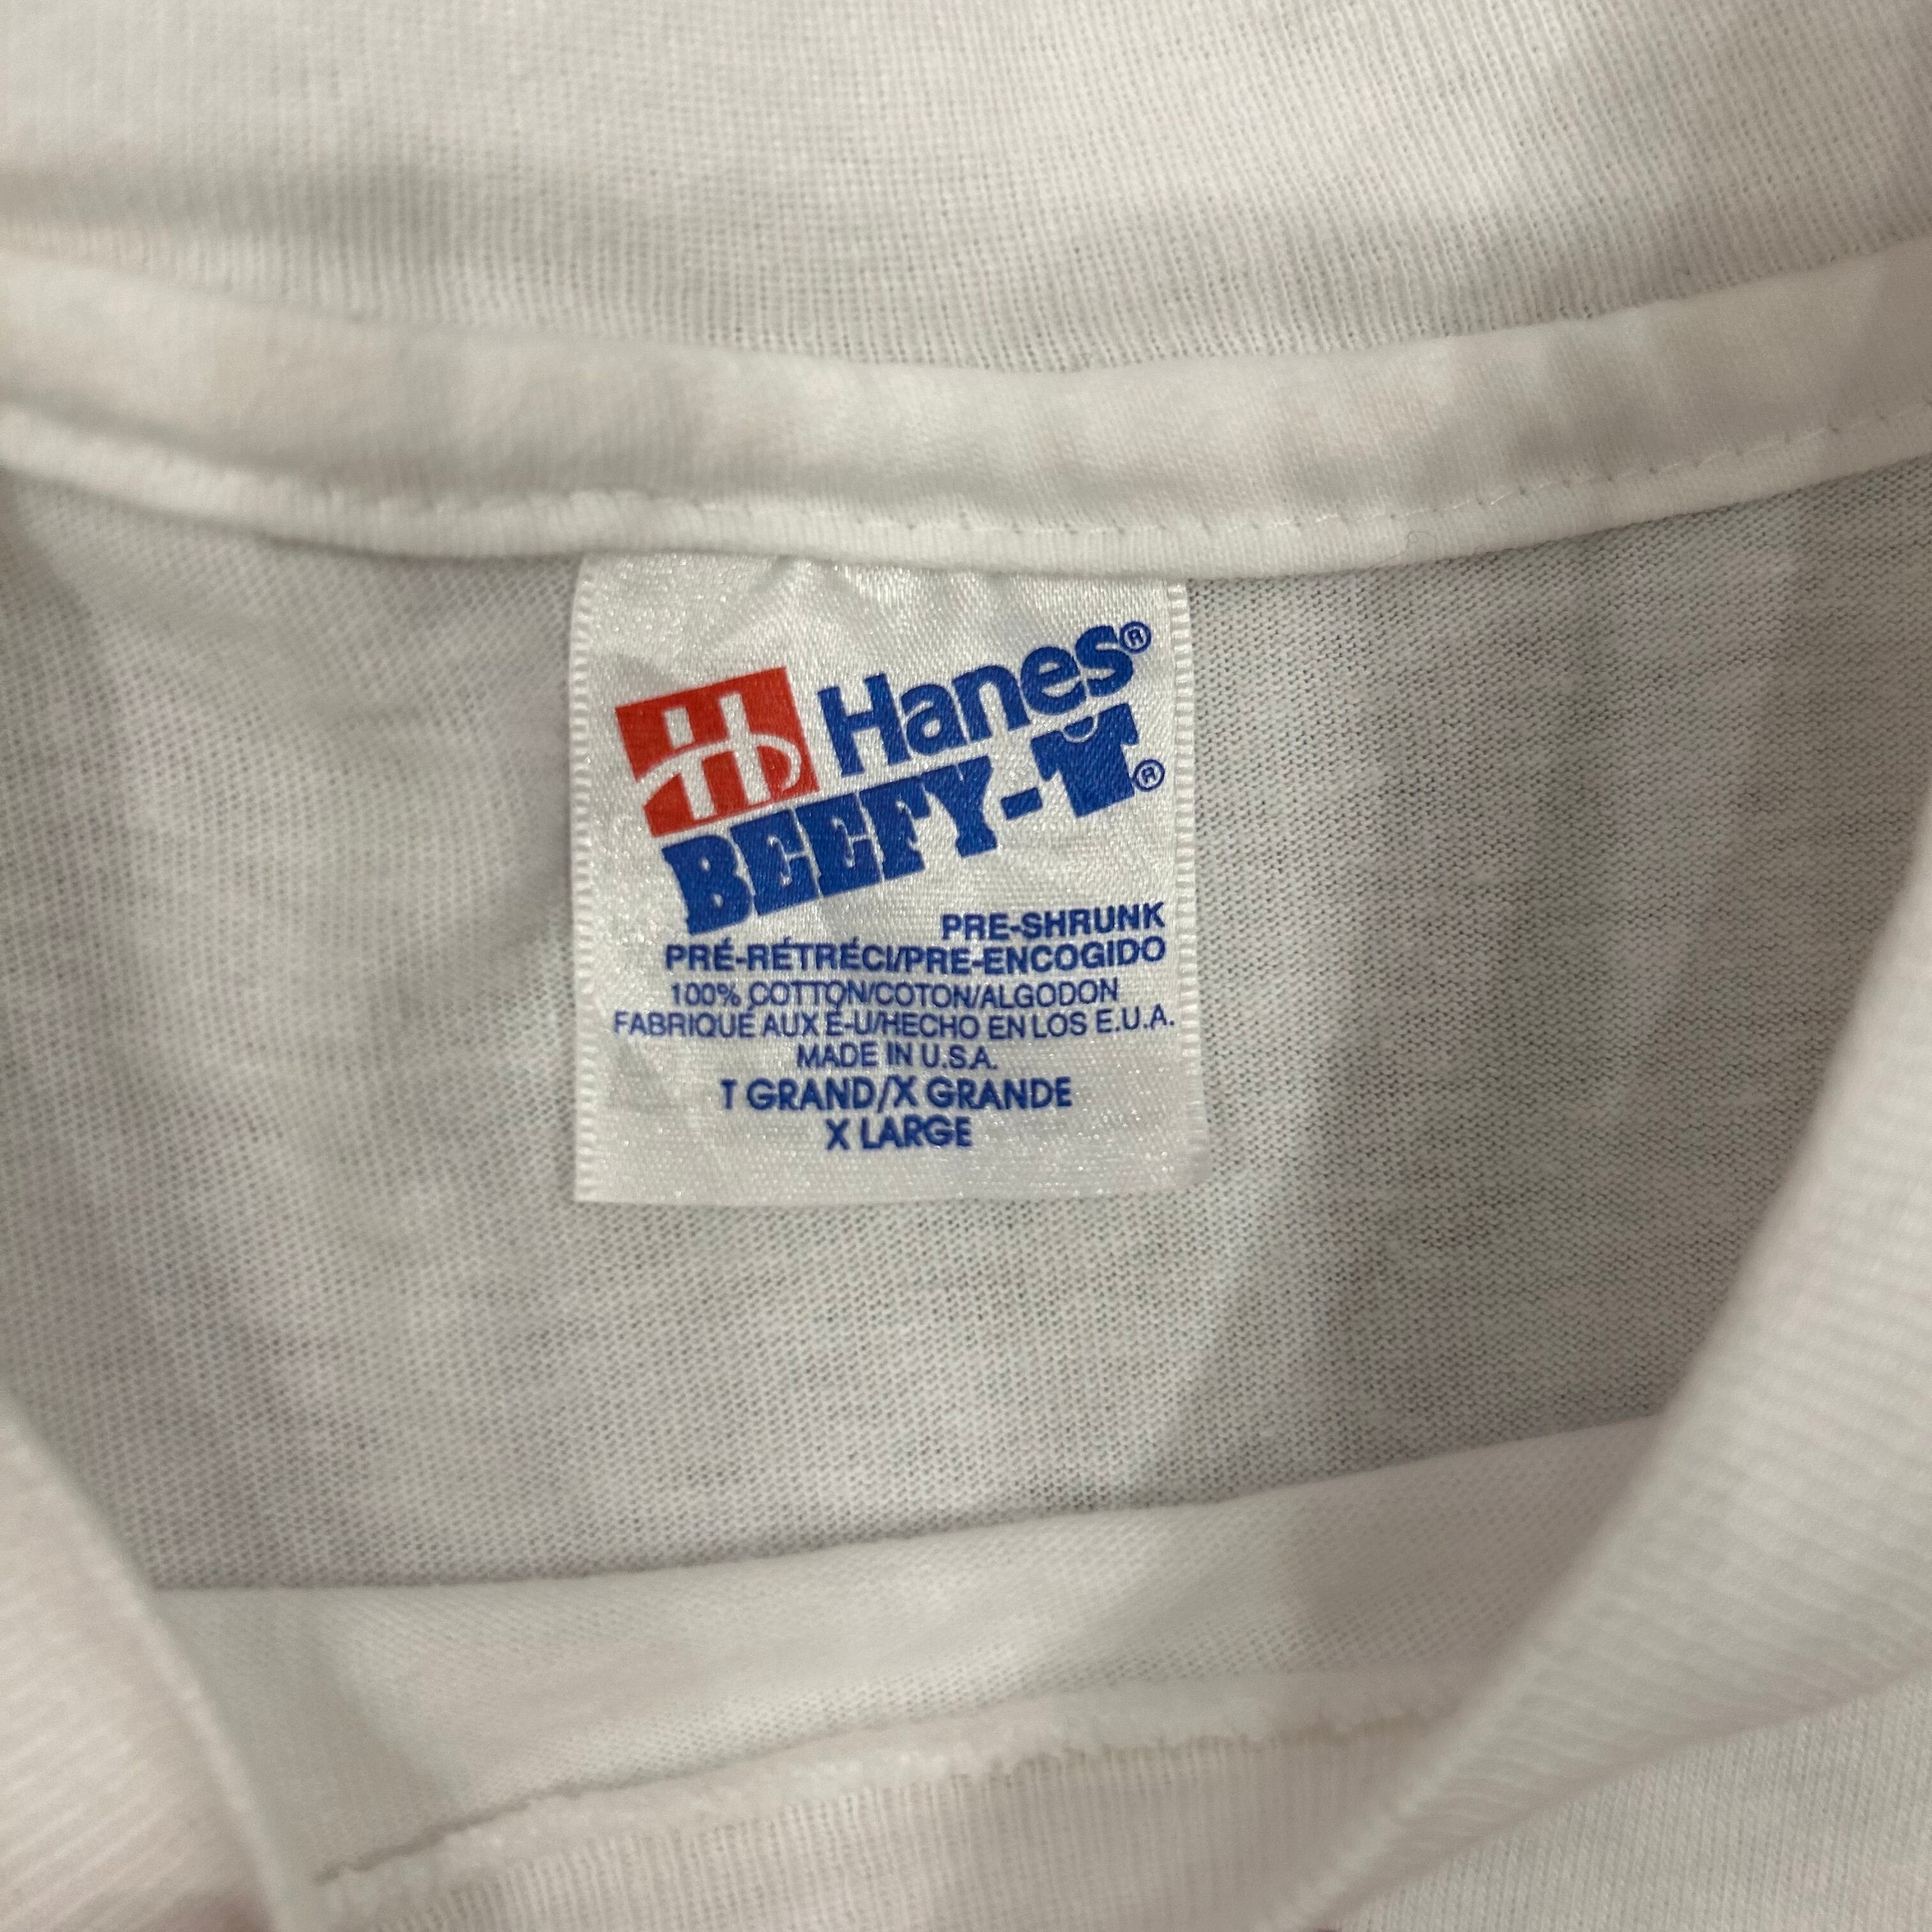 Hanes®
BEEFY-T®
PRE-SHRUNK
PRÉ-RÉTRÉCI/PRE-ENCOGIDO
100% COTTON/COTON/ALGODON
FABRIQUÉ AUX É-U/HECHO EN LOS E.U.A.
MADE IN U.S.A.
T GRAND/X GRANDE
X LARGE